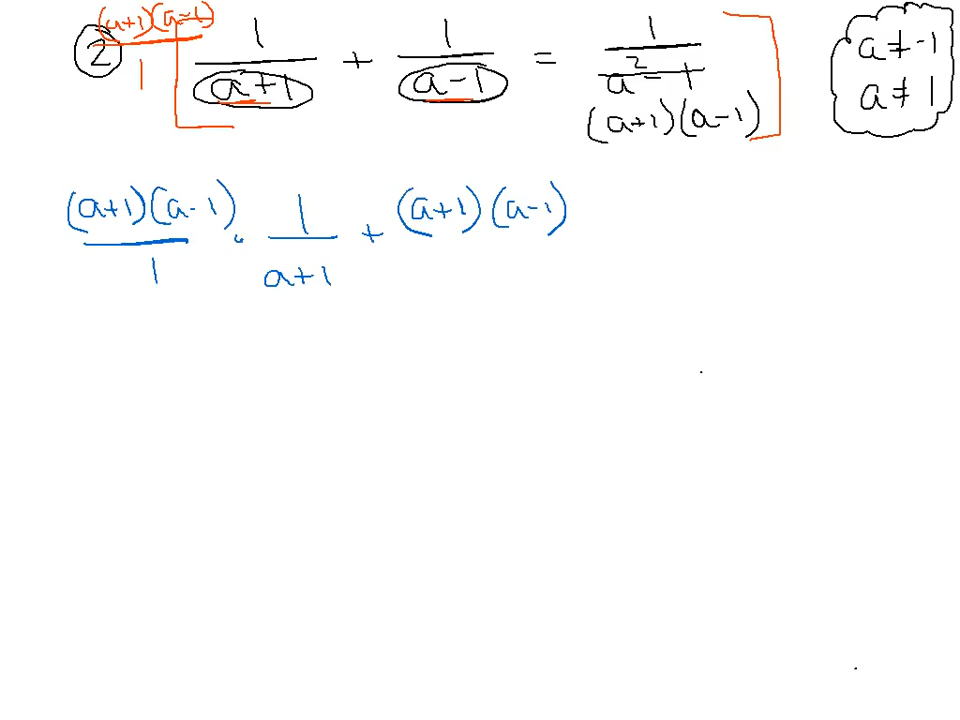 ② (a+1)(a-1)/1 [ 1/(a+1) + 1/(a-1) = 1/(a²-1) ] a≠-1
(a+1)(a-1) a≠1
(a+1)(a-1)/1 · 1/(a+1) + (a+1)(a-1)